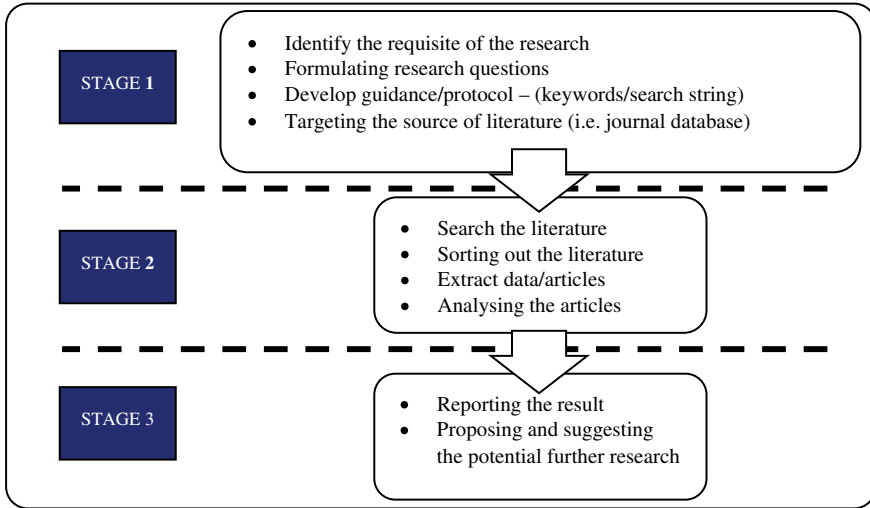 STAGE 1
• Identify the requisite of the research
• Formulating research questions
• Develop guidance/protocol – (keywords/search string)
• Targeting the source of literature (i.e. journal database)
STAGE 2
• Search the literature
• Sorting out the literature
• Extract data/articles
• Analysing the articles
STAGE 3
• Reporting the result
• Proposing and suggesting
the potential further research